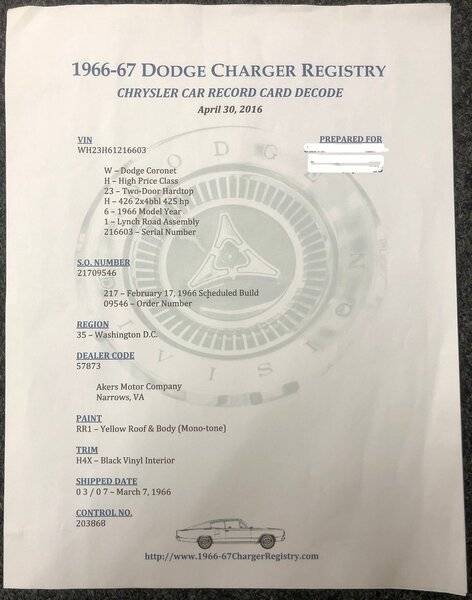 1966-67 DODGE CHARGER REGISTRY
CHRYSLER CAR RECORD CARD DECODE
April 30, 2016
VIN
WH23H61216603
PREPARED FOR
W – Dodge Coronet
H – High Price Class
23 – Two-Door Hardtop
H – 426 2x4bbl 425 hp
6 – 1966 Model Year
1 – Lynch Road Assembly
216603 – Serial Number
S.O. NUMBER
21709546
217 – February 17, 1966 Scheduled Build
09546 – Order Number
REGION
35 – Washington D.C.
DEALER CODE
57873
Akers Motor Company
Narrows, VA
PAINT
RR1 – Yellow Roof & Body (Mono-tone)
TRIM
H4X – Black Vinyl Interior
SHIPPED DATE
0 3 / 0 7 – March 7, 1966
CONTROL NO.
203868
http://www.1966-67ChargerRegistry.com